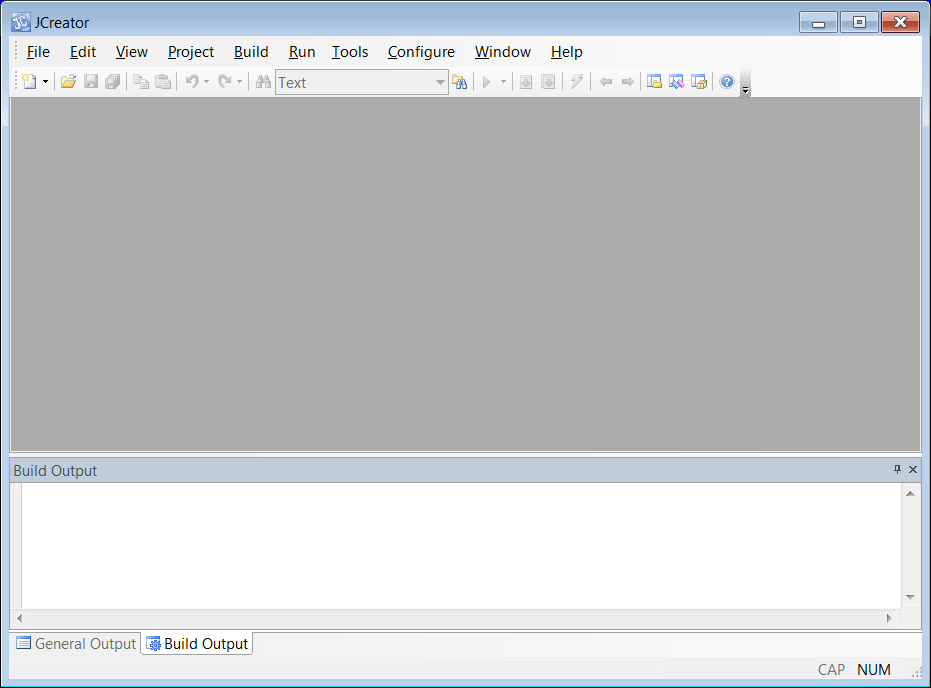 JCreator
File Edit View Project Build Run Tools Configure Window Help
Text
Build Output
General Output Build Output
CAP NUM